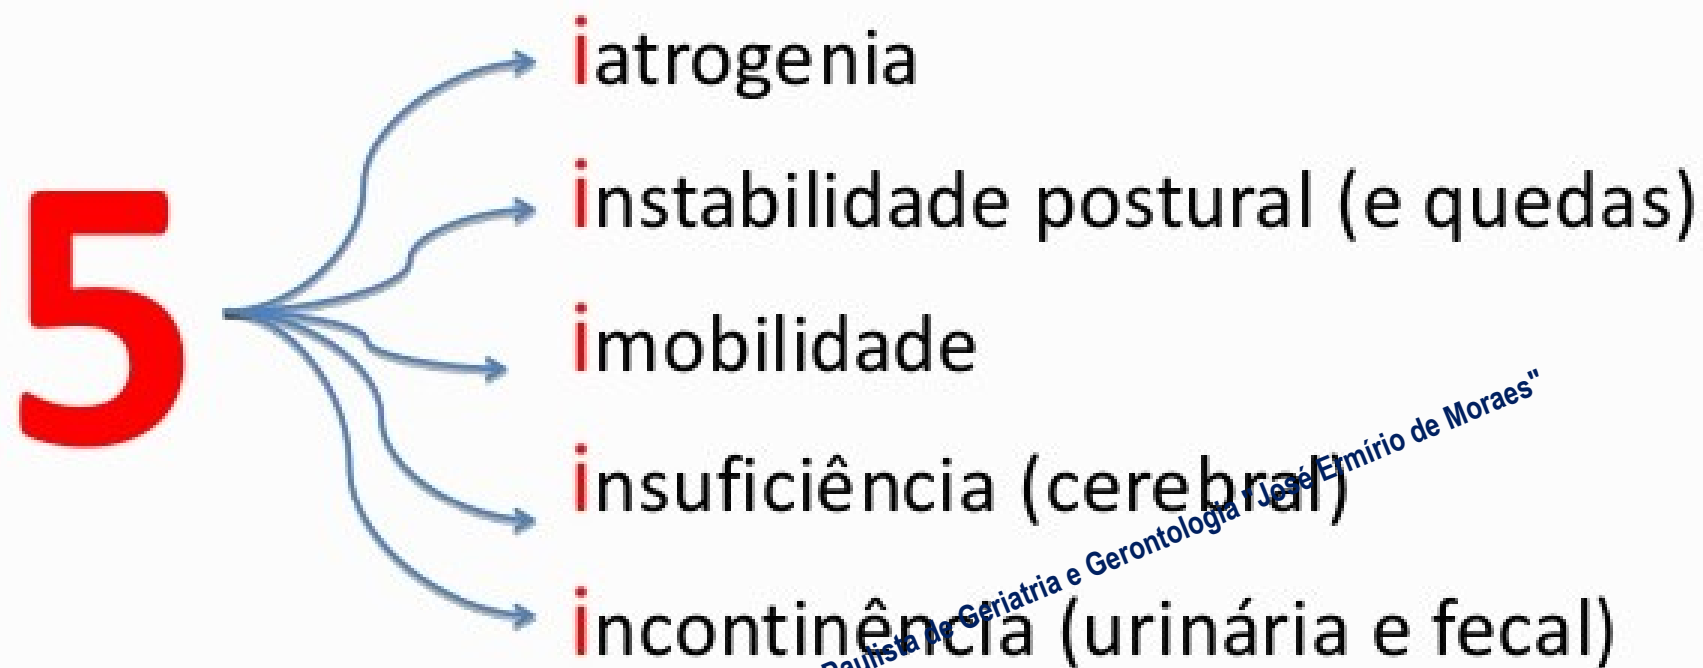 5
iatrogenia
instabilidade postural (e quedas)
imobilidade
insuficiência (cerebral)
incontinência (urinária e fecal)
Paulista de Geriatria e Gerontologia "José Ermírio de Moraes"